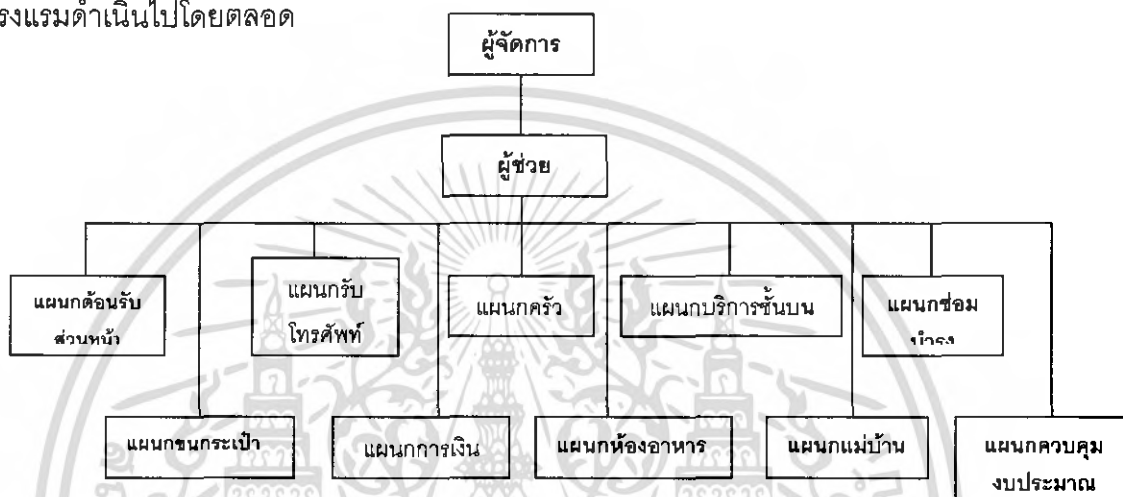 รงแรมดำเนินไปโดยตลอด
ผู้จัดการ
ผู้ช่วย
แผนกต้อนรับ
ส่วนหน้า
แผนกรับ
โทรศัพท์
แผนกครัว
แผนกบริการชั้นบน
แผนกซ่อม
บำรุง
แผนกขนกระเป๋า
แผนกการเงิน
แผนกห้องอาหาร
แผนกแม่บ้าน
แผนกควบคุม
งบประมาณ